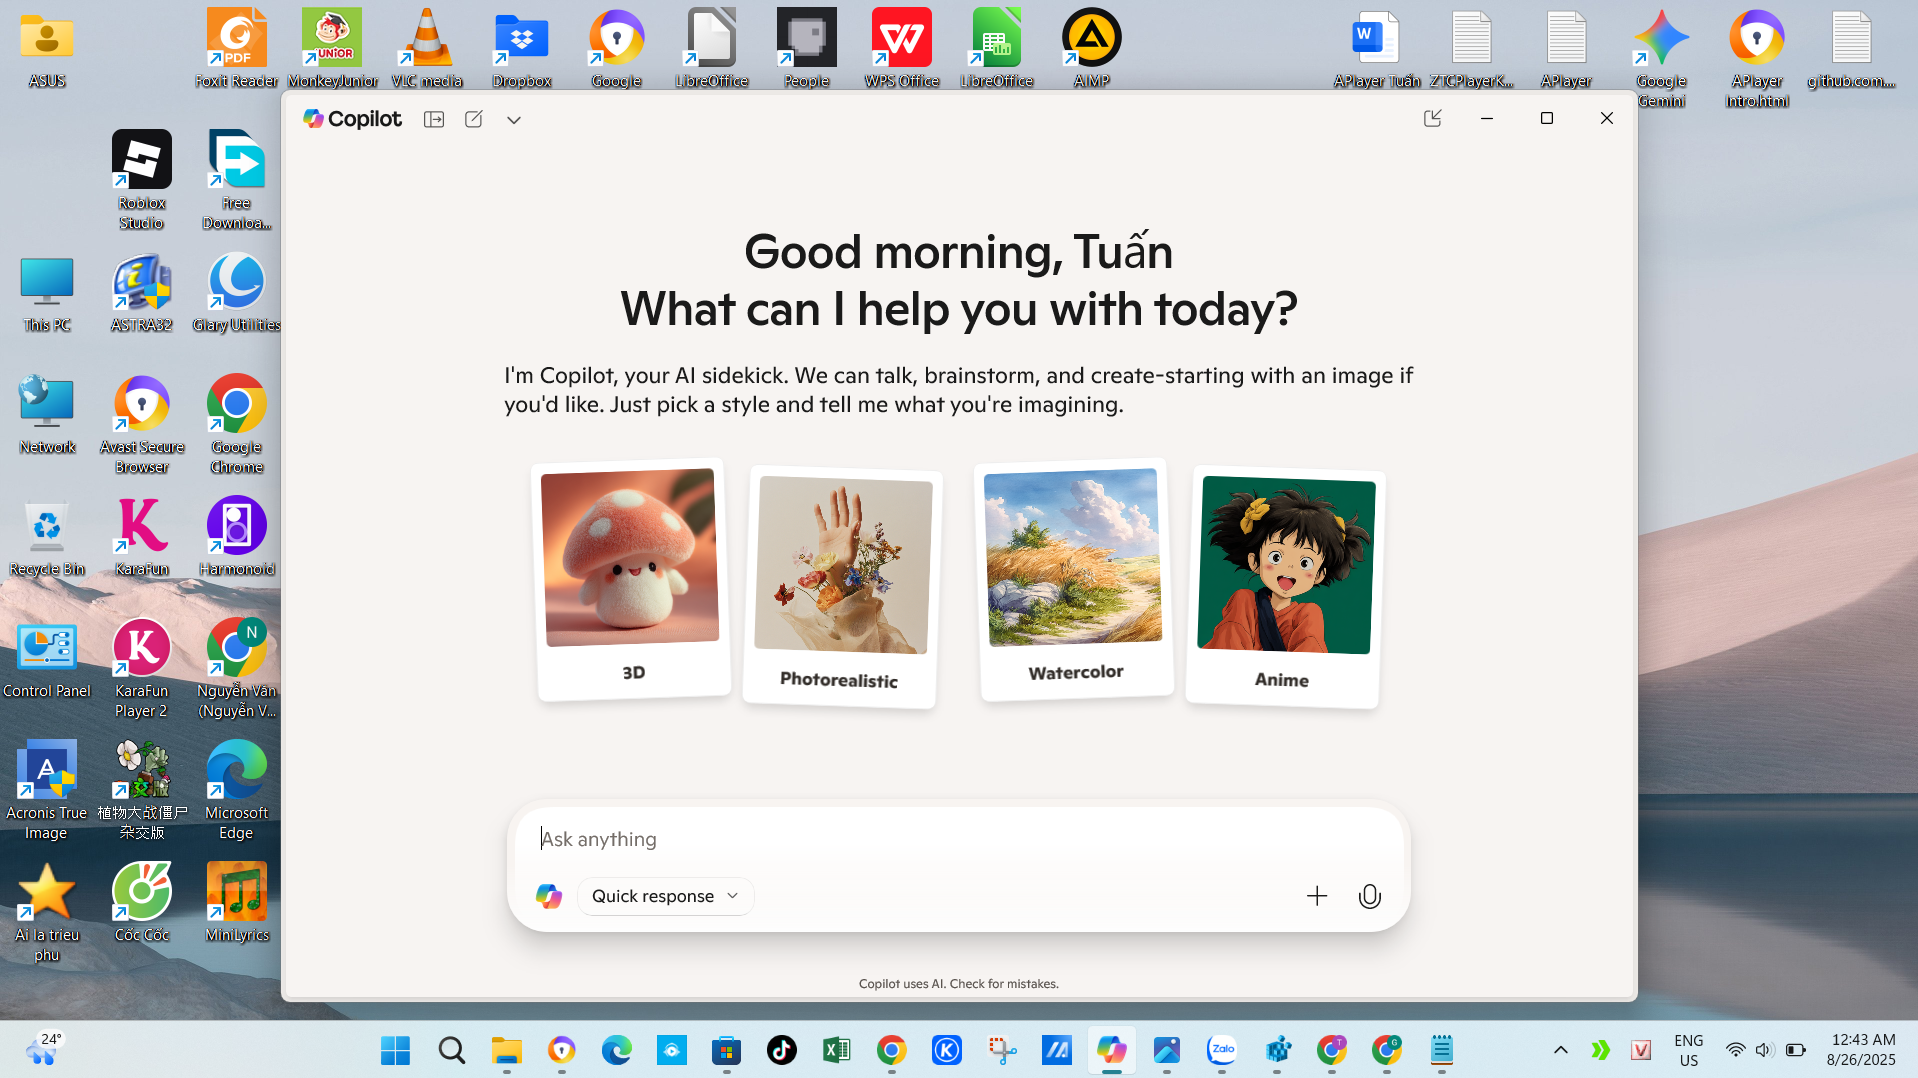 ASUS
Foxit Reader
MonkeyJunior
VLC media
Dropbox
Google
LibreOffice
People
WPS Office
LibreOffice
AIMP
APlayer Tuấn
ZTCPlayerK...
APlayer
Google
Gemini
APlayer
Intro.html
github.com....
Roblox
Studio
Free
Downloa...
This PC
ASTRA32
Glary Utilities
Network
Avast Secure
Browser
Google
Chrome
Recycle Bin
KaraFun
Harmonoid
Control Panel
KaraFun
Player 2
Nguyễn Văn
(Nguyễn V...
Acronis True
Image
植物大战僵尸
杂交版
Microsoft
Edge
Ai la trieu
phu
Cốc Cốc
MiniLyrics
Copilot
Good morning, Tuấn
What can I help you with today?
I'm Copilot, your AI sidekick. We can talk, brainstorm, and create-starting with an image if
you'd like. Just pick a style and tell me what you're imagining.
3D
Photorealistic
Watercolor
Anime
Ask anything
Quick response
Copilot uses AI. Check for mistakes.
24°
Zalo
ENG
US
12:43 AM
8/26/2025